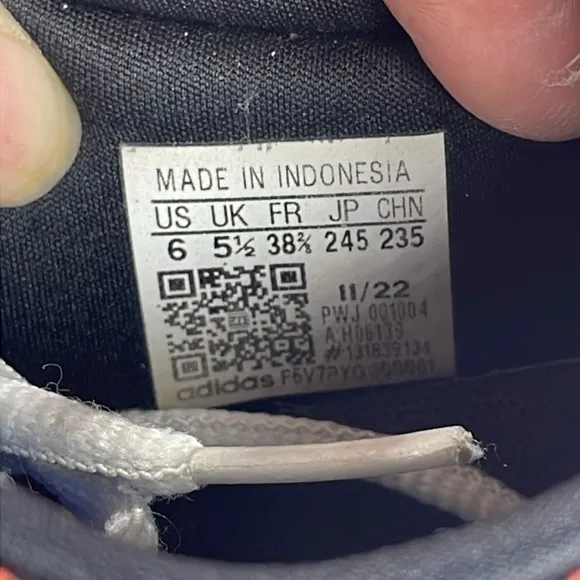 MADE IN INDONESIA
US UK FR JP CHN
6 5½ 38⅔ 245 235
11/22
PWJ 001004
#131639134
adidas